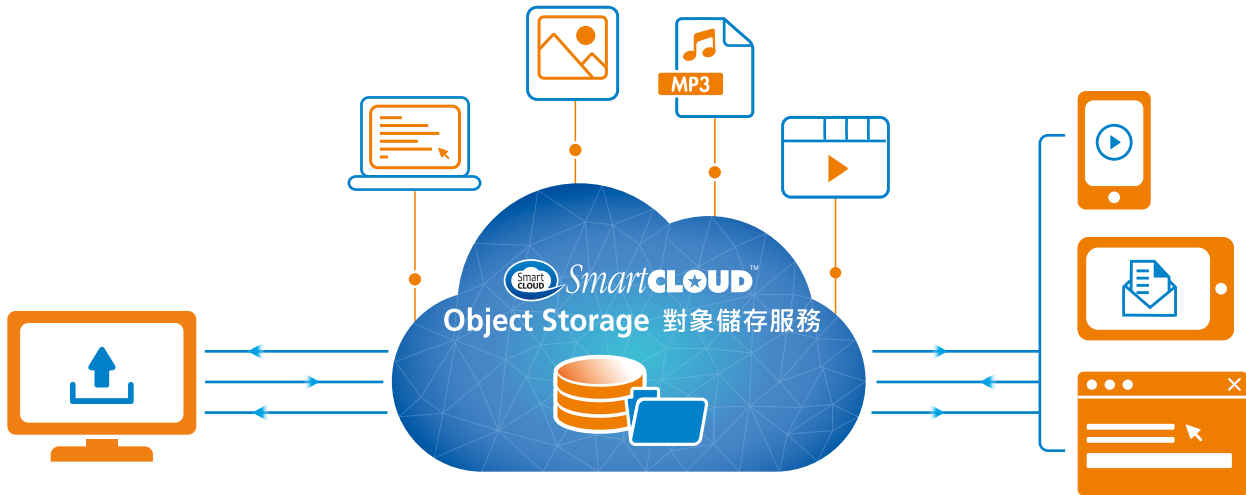 MP3
Smart CLOUD
SmartCLOUD™
Object Storage 對象儲存服務